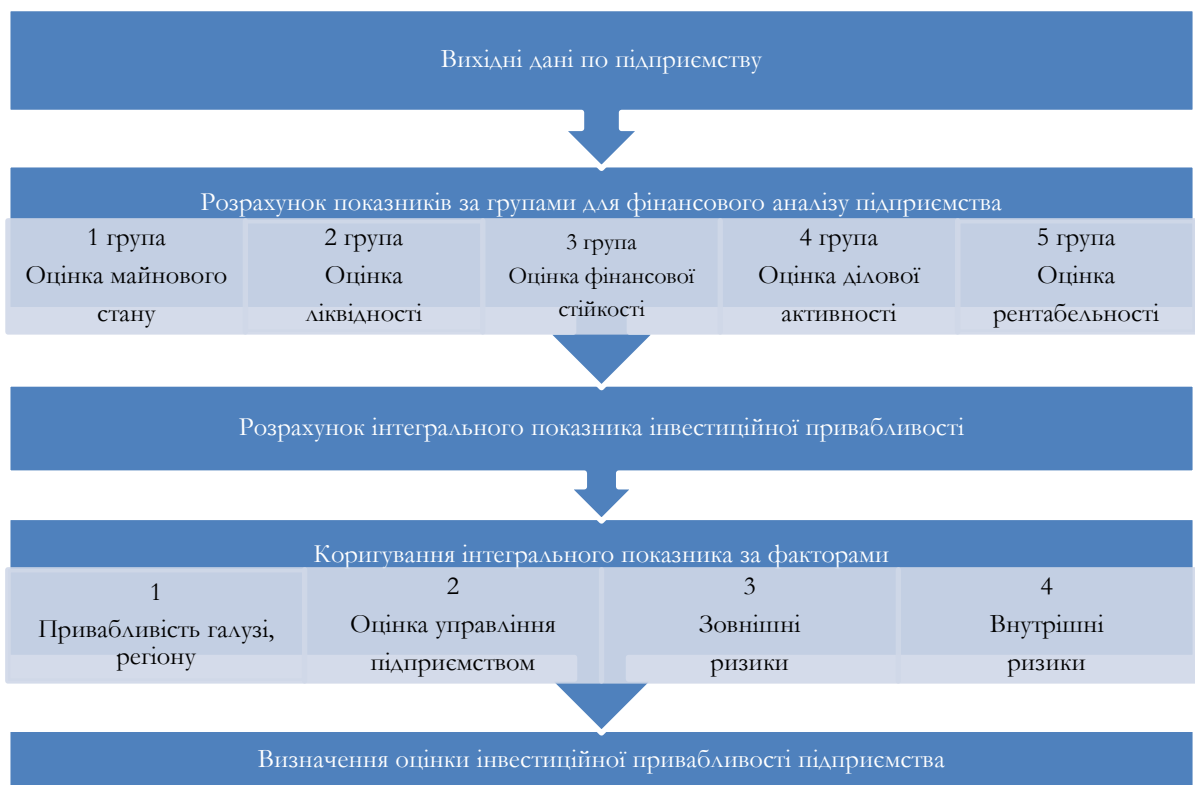 Вихідні дані по підприємству
Розрахунок показників за групами для фінансового аналізу підприємства
1 група
Оцінка майнового
стану
2 група
Оцінка
ліквідності
3 група
Оцінка фінансової
стійкості
4 група
Оцінка ділової
активності
5 група
Оцінка
рентабельності
Розрахунок інтегрального показника інвестиційної привабливості
Коригування інтегрального показника за факторами
1
Привабливість галузі,
регіону
2
Оцінка управління
підприємством
3
Зовнішні
ризики
4
Внутрішні
ризики
Визначення оцінки інвестиційної привабливості підприємства